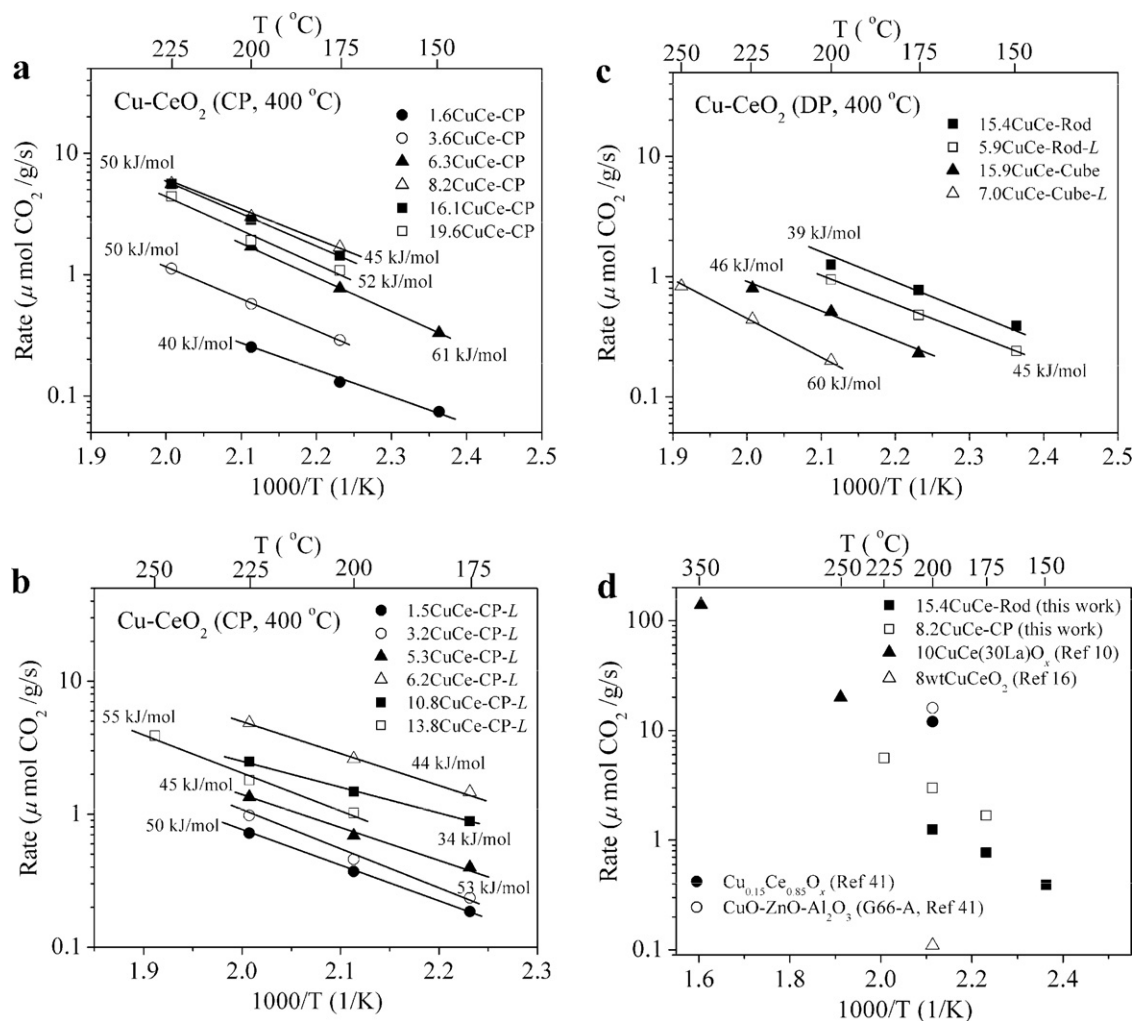 a
T (°C)
225 200 175 150
Cu-CeO₂ (CP, 400 °C)
1.6CuCe-CP
3.6CuCe-CP
6.3CuCe-CP
8.2CuCe-CP
16.1CuCe-CP
19.6CuCe-CP
50 kJ/mol
50 kJ/mol
40 kJ/mol
45 kJ/mol
52 kJ/mol
61 kJ/mol
Rate (μ mol CO₂ /g/s)
10
1
0.1
1.9 2.0 2.1 2.2 2.3 2.4 2.5
1000/T (1/K)
c
T (°C)
250 225 200 175 150
Cu-CeO₂ (DP, 400 °C)
15.4CuCe-Rod
5.9CuCe-Rod-L
15.9CuCe-Cube
7.0CuCe-Cube-L
39 kJ/mol
46 kJ/mol
60 kJ/mol
45 kJ/mol
Rate (μ mol CO₂ /g/s)
10
1
0.1
1.9 2.0 2.1 2.2 2.3 2.4 2.5
1000/T (1/K)
b
T (°C)
250 225 200 175
Cu-CeO₂ (CP, 400 °C)
1.5CuCe-CP-L
3.2CuCe-CP-L
5.3CuCe-CP-L
6.2CuCe-CP-L
10.8CuCe-CP-L
13.8CuCe-CP-L
55 kJ/mol
45 kJ/mol
50 kJ/mol
44 kJ/mol
34 kJ/mol
53 kJ/mol
Rate (μ mol CO₂ /g/s)
10
1
0.1
1.9 2.0 2.1 2.2 2.3
1000/T (1/K)
d
T (°C)
350 250 225 200 175 150
15.4CuCe-Rod (this work)
8.2CuCe-CP (this work)
10CuCe(30La)Oₓ (Ref 10)
8wtCuCeO₂ (Ref 16)
Cu₀.₁₅Ce₀.₈₅Oₓ (Ref 41)
CuO-ZnO-Al₂O₃ (G66-A, Ref 41)
Rate (μ mol CO₂ /g/s)
100
10
1
0.1
1.6 1.8 2.0 2.2 2.4
1000/T (1/K)